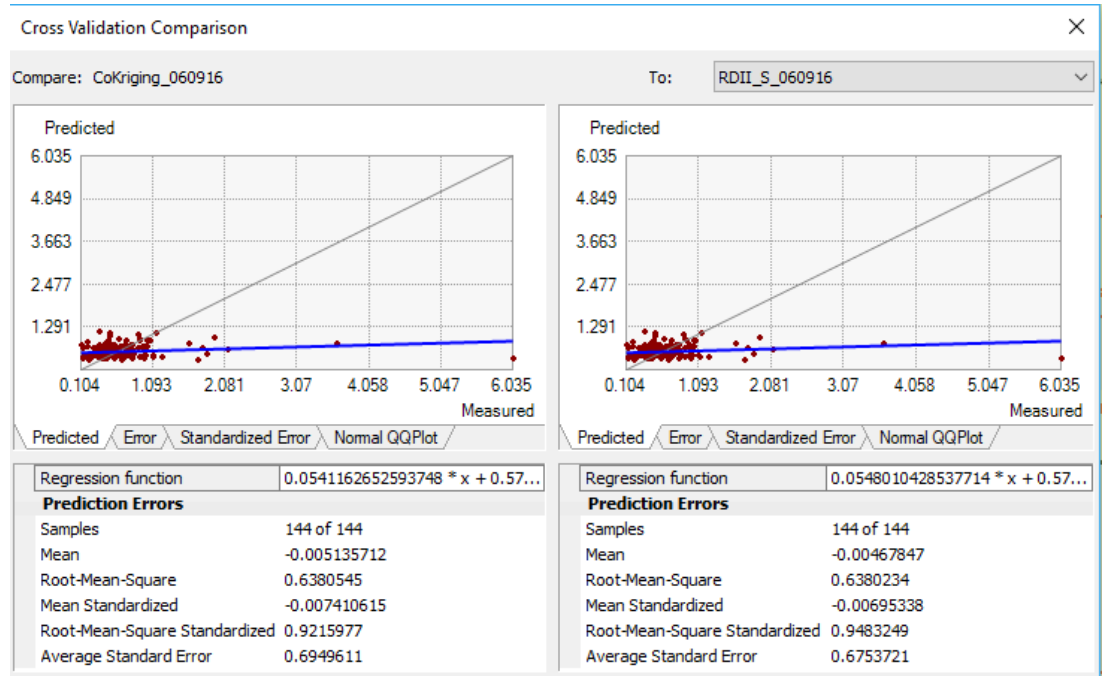 Cross Validation Comparison
Compare: CoKriging_060916 To: RDII_S_060916
Predicted
6.035
4.849
3.663
2.477
1.291
0.104 1.093 2.081 3.07 4.058 5.047 6.035
Measured
Predicted Error Standardized Error Normal QQPlot
Regression function 0.0541162652593748 * x + 0.57...
Prediction Errors
Samples 144 of 144
Mean -0.005135712
Root-Mean-Square 0.6380545
Mean Standardized -0.007410615
Root-Mean-Square Standardized 0.9215977
Average Standard Error 0.6949611
Predicted
6.035
4.849
3.663
2.477
1.291
0.104 1.093 2.081 3.07 4.058 5.047 6.035
Measured
Predicted Error Standardized Error Normal QQPlot
Regression function 0.0548010428537714 * x + 0.57...
Prediction Errors
Samples 144 of 144
Mean -0.00467847
Root-Mean-Square 0.6380234
Mean Standardized -0.00695338
Root-Mean-Square Standardized 0.9483249
Average Standard Error 0.6753721